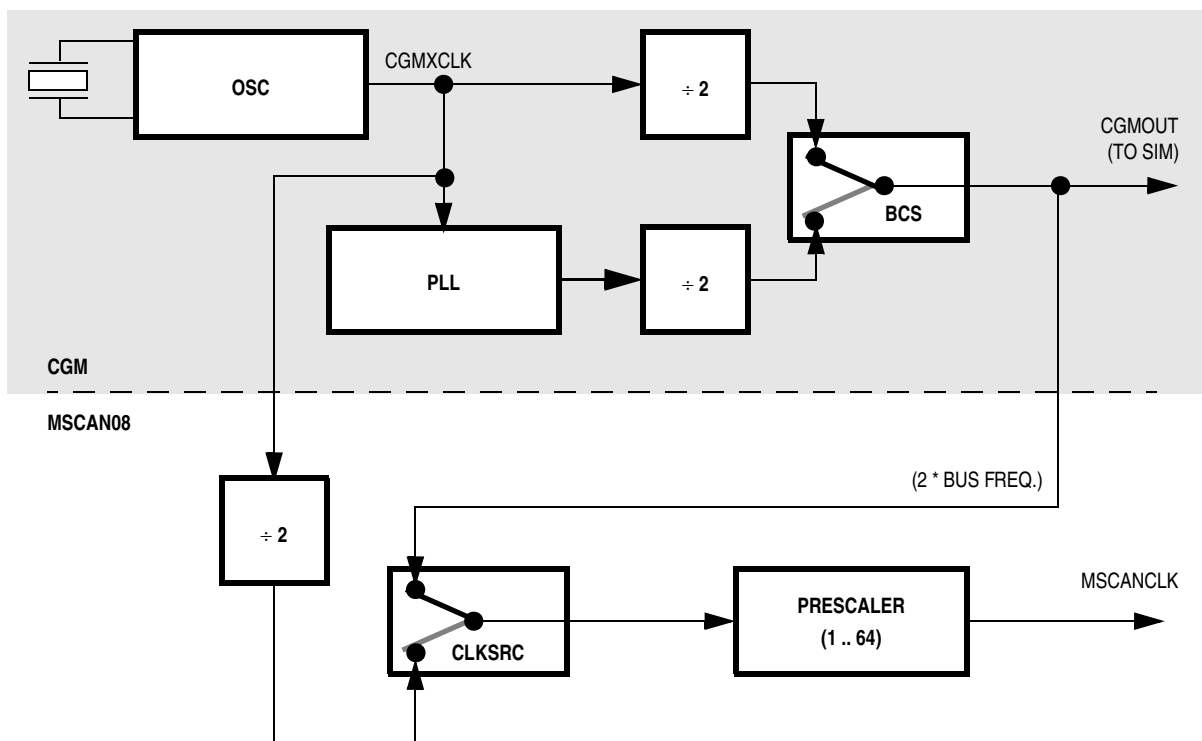 CGMXCLK
OSC
÷ 2
CGMOUT
(TO SIM)
BCS
PLL
÷ 2
CGM
MSCAN08
(2 * BUS FREQ.)
÷ 2
MSCANCLK
PRESCALER
(1 .. 64)
CLKSRC